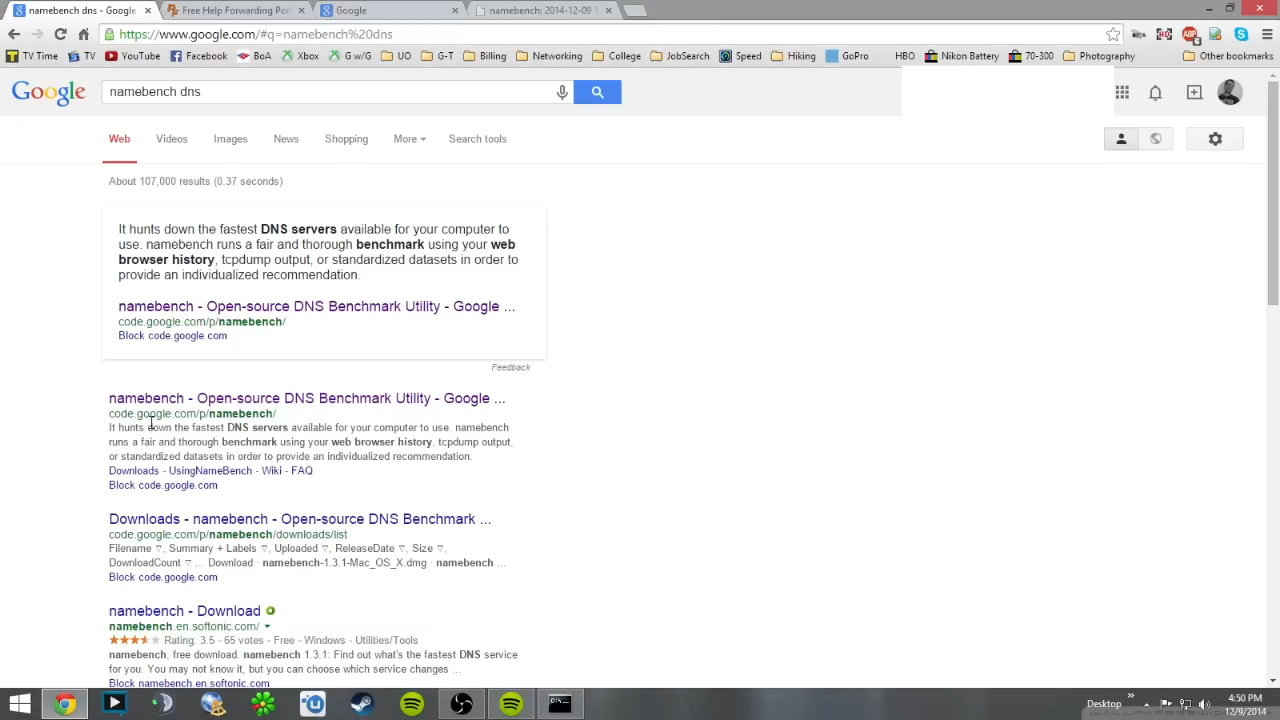 namebench dns - Google
Free Help Forwarding Por
Google
namebench: 2014-12-09
https://www.google.com/#q=namebench%20dns
TV Time
TV
YouTube
Facebook
BoA
Xbox
G w/G
UO
G-T
Billing
Networking
College
JobSearch
Speed
Hiking
GoPro
HBO
Nikon Battery
70-300
Photography
Other bookmarks
Google
namebench dns
Web
Videos
Images
News
Shopping
More
Search tools
About 107,000 results (0.37 seconds)
It hunts down the fastest DNS servers available for your computer to
use. namebench runs a fair and thorough benchmark using your web
browser history, tcpdump output, or standardized datasets in order to
provide an individualized recommendation.
namebench - Open-source DNS Benchmark Utility - Google ...
code.google.com/p/namebench/
Block code.google.com
Feedback
namebench - Open-source DNS Benchmark Utility - Google ...
code.google.com/p/namebench/
It hunts down the fastest DNS servers available for your computer to use. namebench
runs a fair and thorough benchmark using your web browser history, tcpdump output,
or standardized datasets in order to provide an individualized recommendation.
Downloads - UsingNameBench - Wiki - FAQ
Block code.google.com
Downloads - namebench - Open-source DNS Benchmark ...
code.google.com/p/namebench/downloads/list
Filename ▽, Summary + Labels ▽, Uploaded ▽, ReleaseDate ▽, Size ▽,
DownloadCount ▽ ... Download · namebench-1.3.1-Mac_OS_X.dmg · namebench ...
Block code.google.com
namebench - Download
namebench.en.softonic.com/
Rating: 3.5 - 65 votes - Free - Windows - Utilities/Tools
namebench, free download. namebench 1.3.1: Find out what's the fastest DNS service
for you. You may not know it, but you can choose which service changes ...
Block namebench.en.softonic.com
Desktop
4:50 PM
12/9/2014